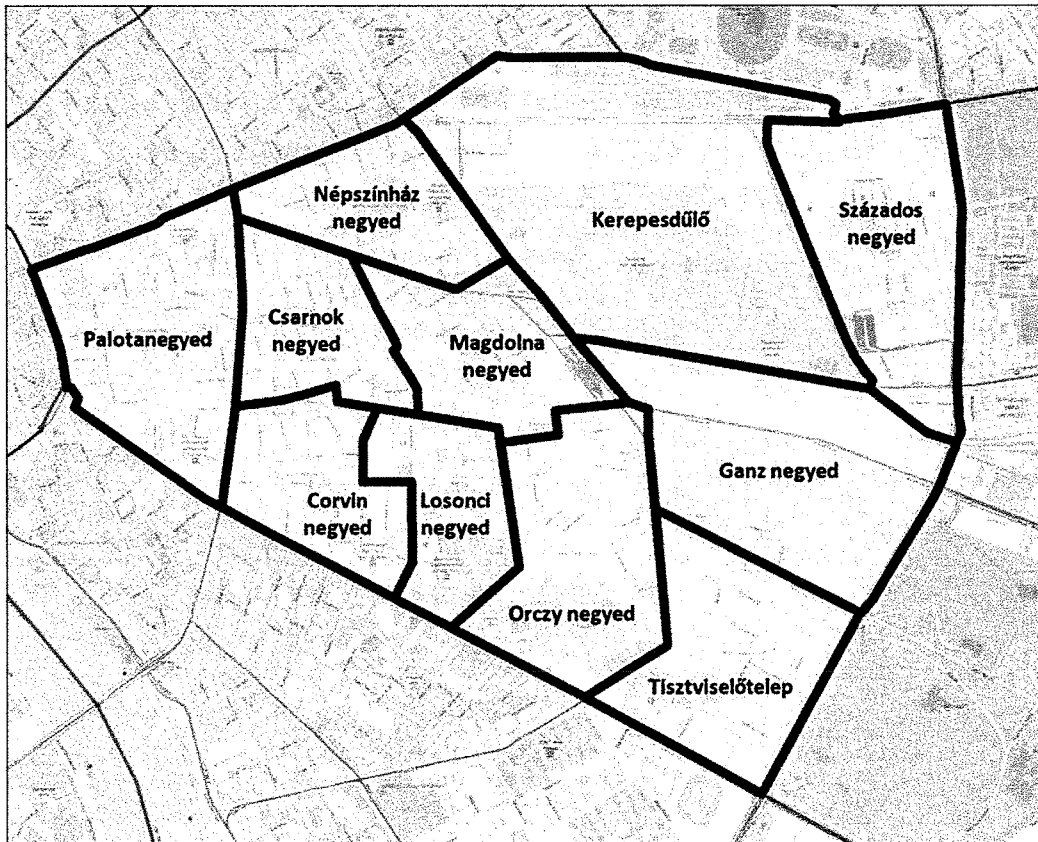 Népszínház
negyed
Kerepesdűlő
Százados
negyed
Palotanegyed
Csarnok
negyed
Magdolna
negyed
Ganz negyed
Corvin
negyed
Losonci
negyed
Orczy negyed
Tisztviselőtelep